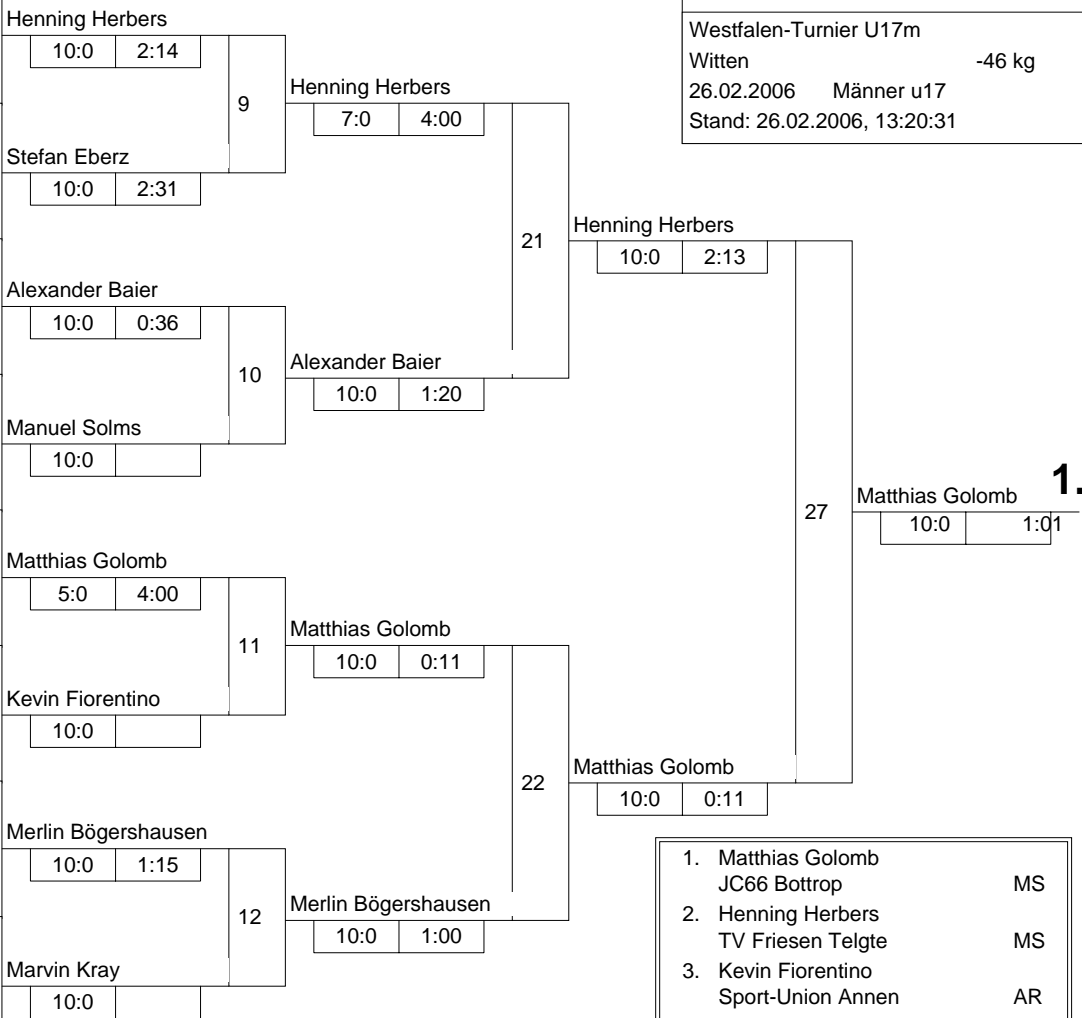 Westfalen-Turnier U17m
Witten -46 kg
26.02.2006 Männer u17
Stand: 26.02.2006, 13:20:31
Henning Herbers
10:0 2:14
9
Stefan Eberz
10:0 2:31
Alexander Baier
10:0 0:36
10
Manuel Solms
10:0
Matthias Golomb
5:0 4:00
11
Kevin Fiorentino
10:0
Merlin Bögershausen
10:0 1:15
12
Marvin Kray
10:0
Henning Herbers
7:0 4:00
21
Alexander Baier
10:0 1:20
Matthias Golomb
10:0 0:11
22
Merlin Bögershausen
10:0 1:00
Henning Herbers
10:0 2:13
27
Matthias Golomb
10:0 0:11
Matthias Golomb 1.
10:0 1:01
1. Matthias Golomb
JC66 Bottrop MS
2. Henning Herbers
TV Friesen Telgte MS
3. Kevin Fiorentino
Sport-Union Annen AR